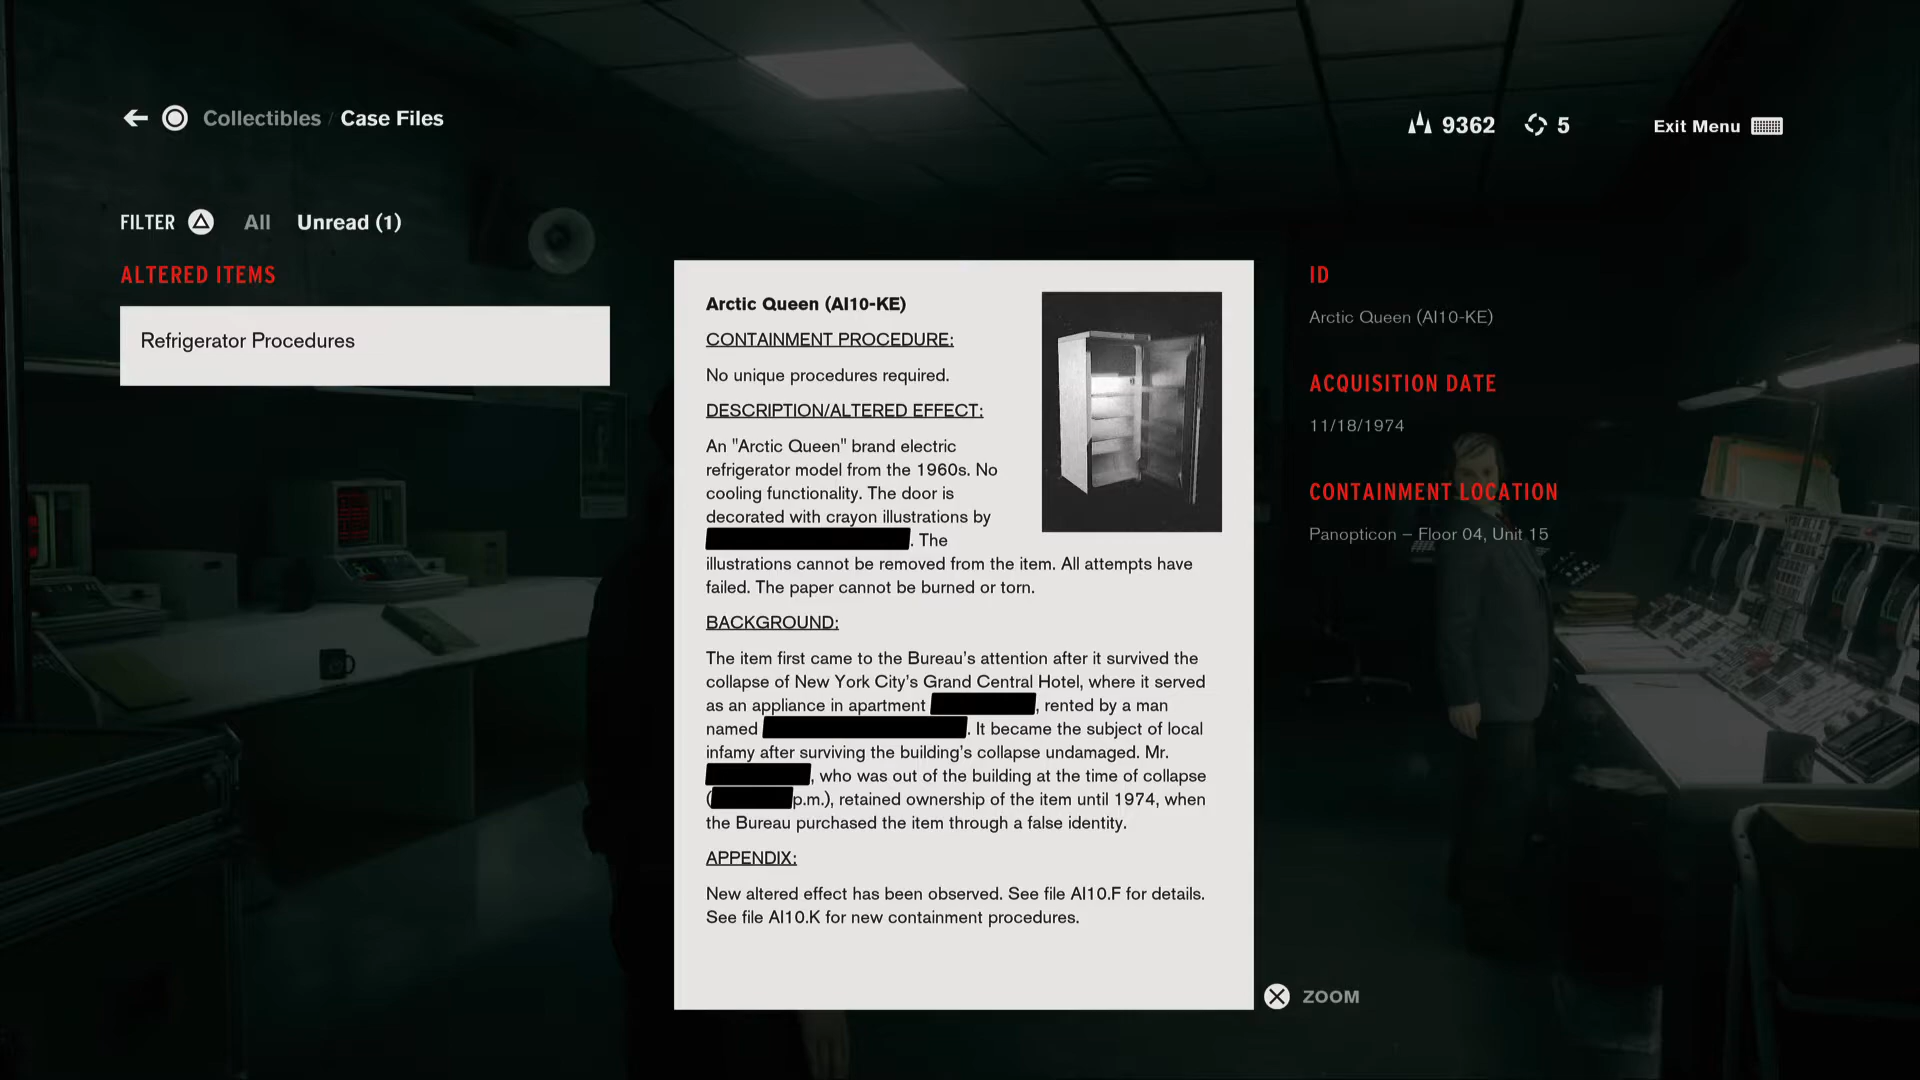 Collectibles / Case Files
9362 5 Exit Menu
FILTER All Unread (1)
ALTERED ITEMS
Refrigerator Procedures
Arctic Queen (AI10-KE)
CONTAINMENT PROCEDURE:
No unique procedures required.
DESCRIPTION/ALTERED EFFECT:
An "Arctic Queen" brand electric
refrigerator model from the 1960s. No
cooling functionality. The door is
decorated with crayon illustrations by
. The
illustrations cannot be removed from the item. All attempts have
failed. The paper cannot be burned or torn.
BACKGROUND:
The item first came to the Bureau's attention after it survived the
collapse of New York City's Grand Central Hotel, where it served
as an appliance in apartment , rented by a man
named . It became the subject of local
infamy after surviving the building's collapse undamaged. Mr.
, who was out of the building at the time of collapse
( p.m.), retained ownership of the item until 1974, when
the Bureau purchased the item through a false identity.
APPENDIX:
New altered effect has been observed. See file AI10.F for details.
See file AI10.K for new containment procedures.
ID
Arctic Queen (AI10-KE)
ACQUISITION DATE
11/18/1974
CONTAINMENT LOCATION
Panopticon – Floor 04, Unit 15
ZOOM